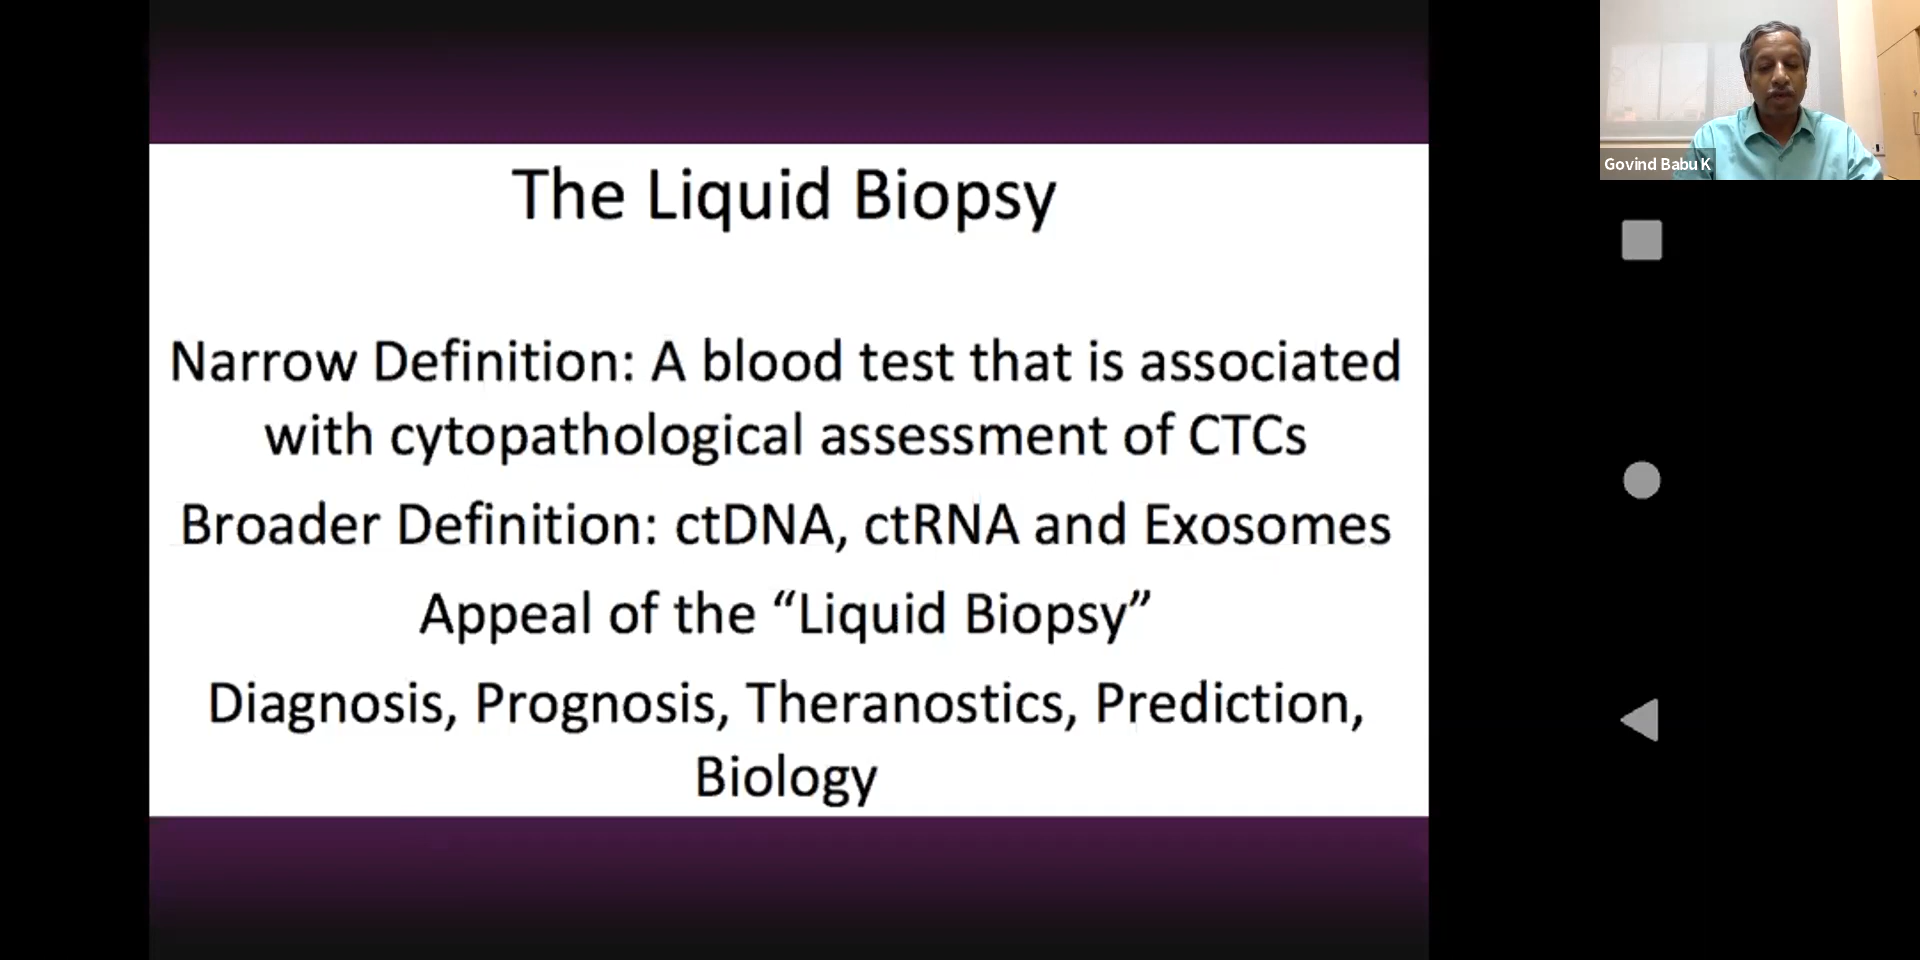 The Liquid Biopsy
Narrow Definition: A blood test that is associated
with cytopathological assessment of CTCs
Broader Definition: ctDNA, ctRNA and Exosomes
Appeal of the “Liquid Biopsy”
Diagnosis, Prognosis, Theranostics, Prediction,
Biology
Govind Babu K